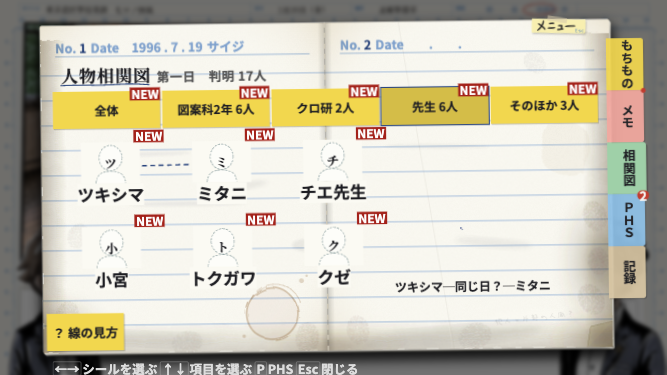 メニュー Esc
No. 1 Date 1996 . 7 . 19 サイジ
No. 2 Date . .
人物相関図 第一日 判明 17人
NEW NEW NEW NEW NEW
全体 図案科2年 6人 クロ研 2人 先生 6人 そのほか 3人
NEW NEW NEW
ツ ミ チ
ツキシマ ミタニ チエ先生
NEW NEW NEW
小 ト ク
小宮 トクガワ クゼ
ツキシマ─同じ日？─ミタニ
? 線の見方
もちもの
メモ
相関図
2
PHS
記録
←→ シールを選ぶ ↑↓ 項目を選ぶ P PHS Esc 閉じる